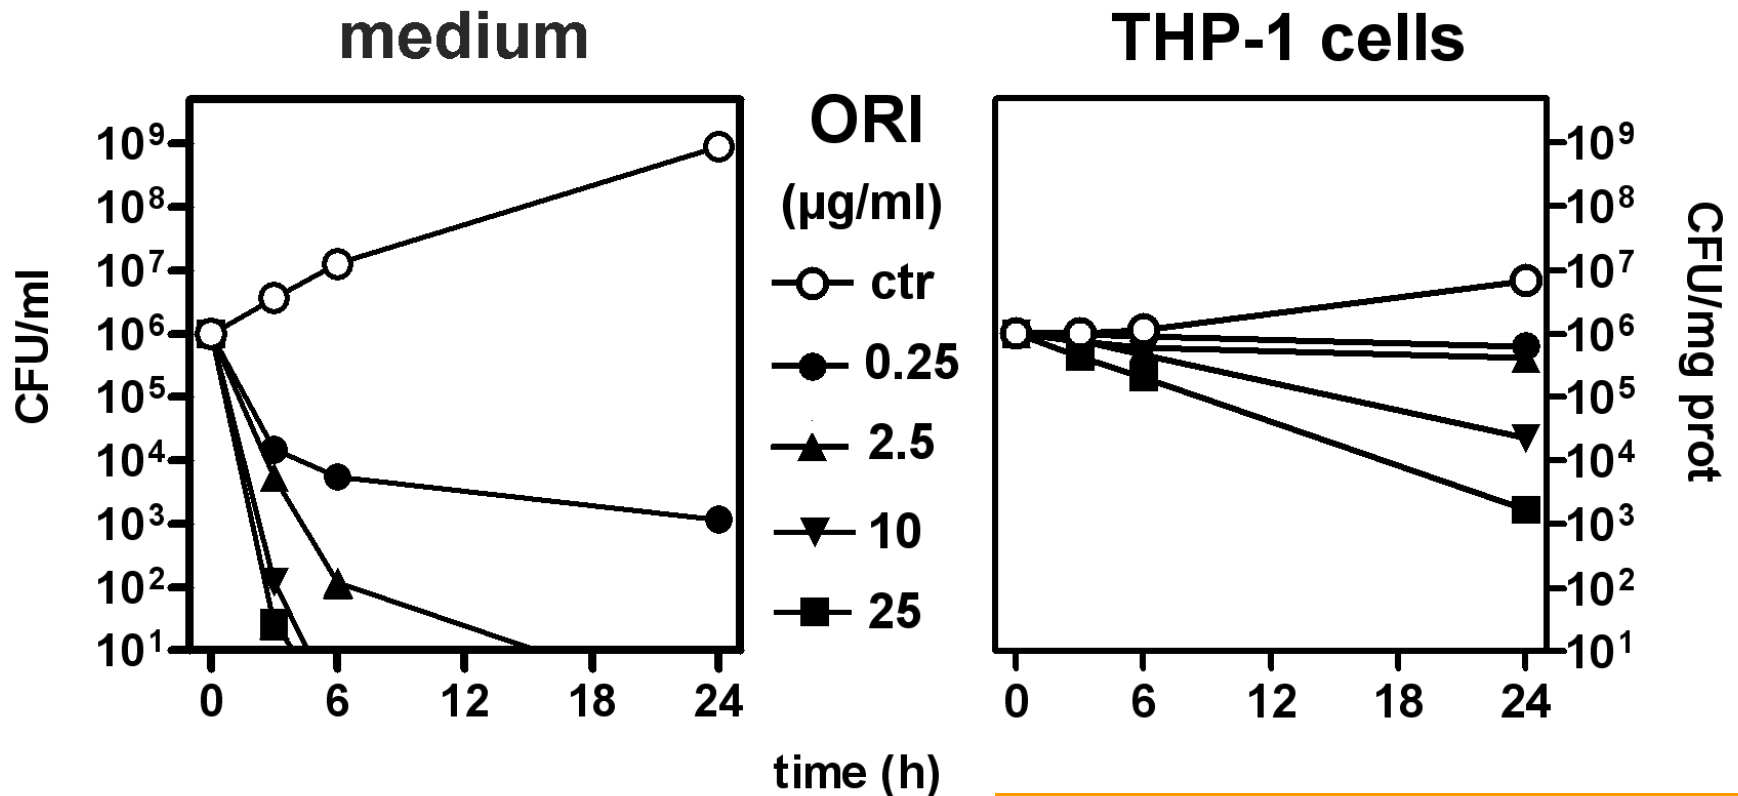 medium
THP-1 cells
CFU/ml
10⁹
10⁸
10⁷
10⁶
10⁵
10⁴
10³
10²
10¹
0 6 12 18 24
ORI
(µg/ml)
ctr
0.25
2.5
10
25
time (h)
10⁹
10⁸
10⁷
10⁶
10⁵
10⁴
10³
10²
10¹
0 6 12 18 24
CFU/mg prot